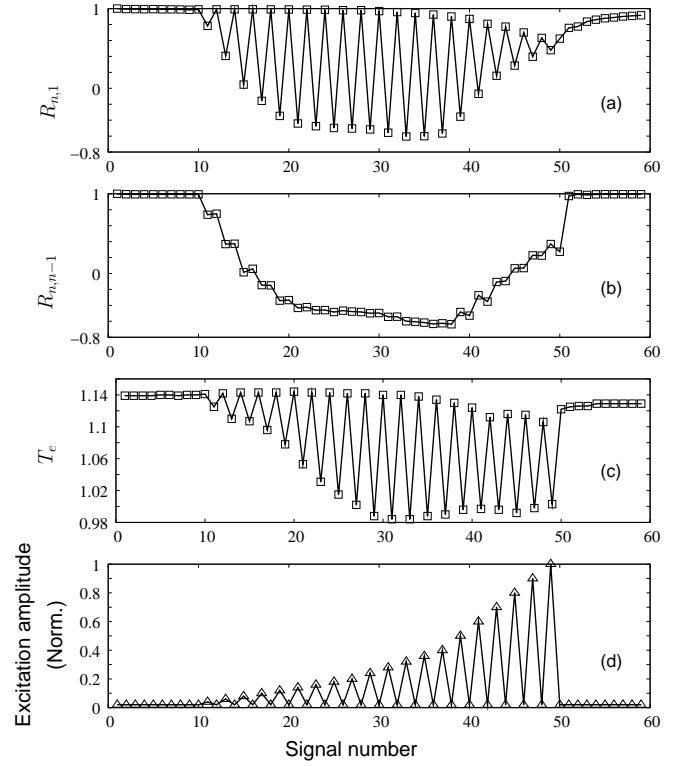 1
0
−0.8
R_{n,1}
(a)
0 10 20 30 40 50 60
1
0
−0.8
R_{n,n−1}
(b)
0 10 20 30 40 50 60
1.14
1.1
1.06
1.02
0.98
T_e
(c)
0 10 20 30 40 50 60
1
0.8
0.6
0.4
0.2
0
Excitation amplitude
(Norm.)
(d)
0 10 20 30 40 50 60
Signal number